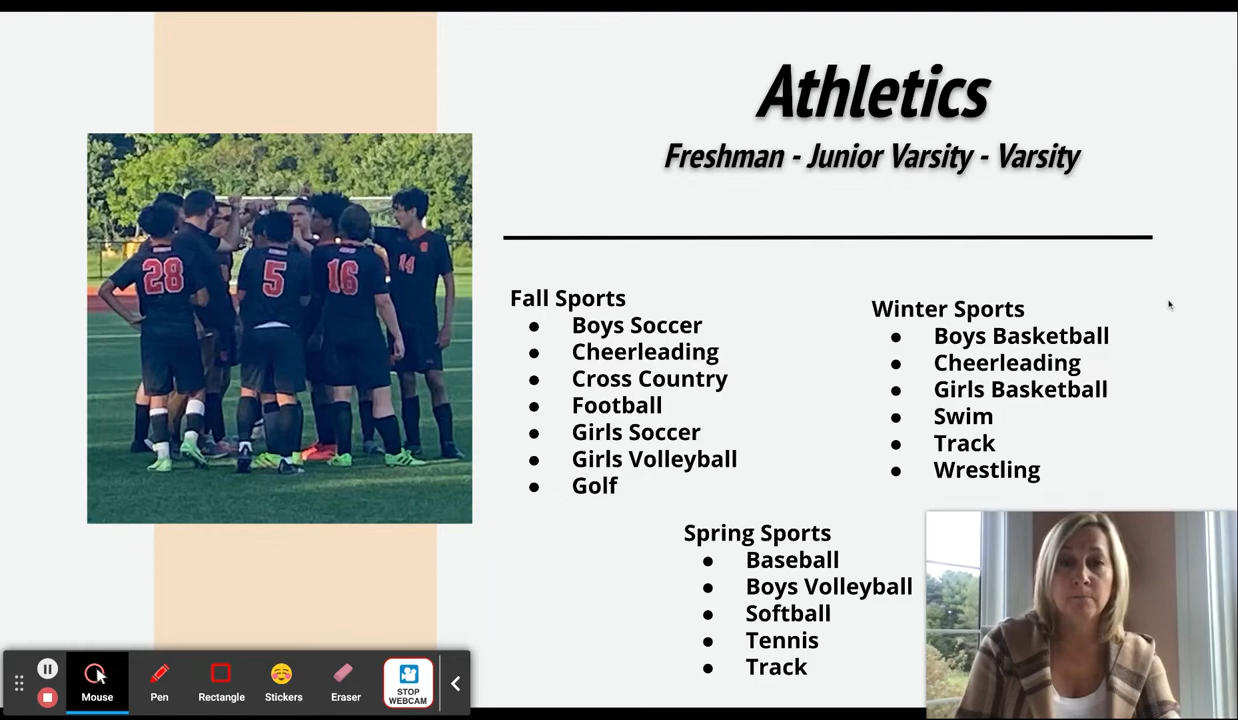 Athletics
Freshman - Junior Varsity - Varsity
28
5
16
14
Fall Sports
● Boys Soccer
● Cheerleading
● Cross Country
● Football
● Girls Soccer
● Girls Volleyball
● Golf
Winter Sports
● Boys Basketball
● Cheerleading
● Girls Basketball
● Swim
● Track
● Wrestling
Spring Sports
● Baseball
● Boys Volleyball
● Softball
● Tennis
● Track
Mouse
Pen
Rectangle
Stickers
Eraser
STOP
WEBCAM